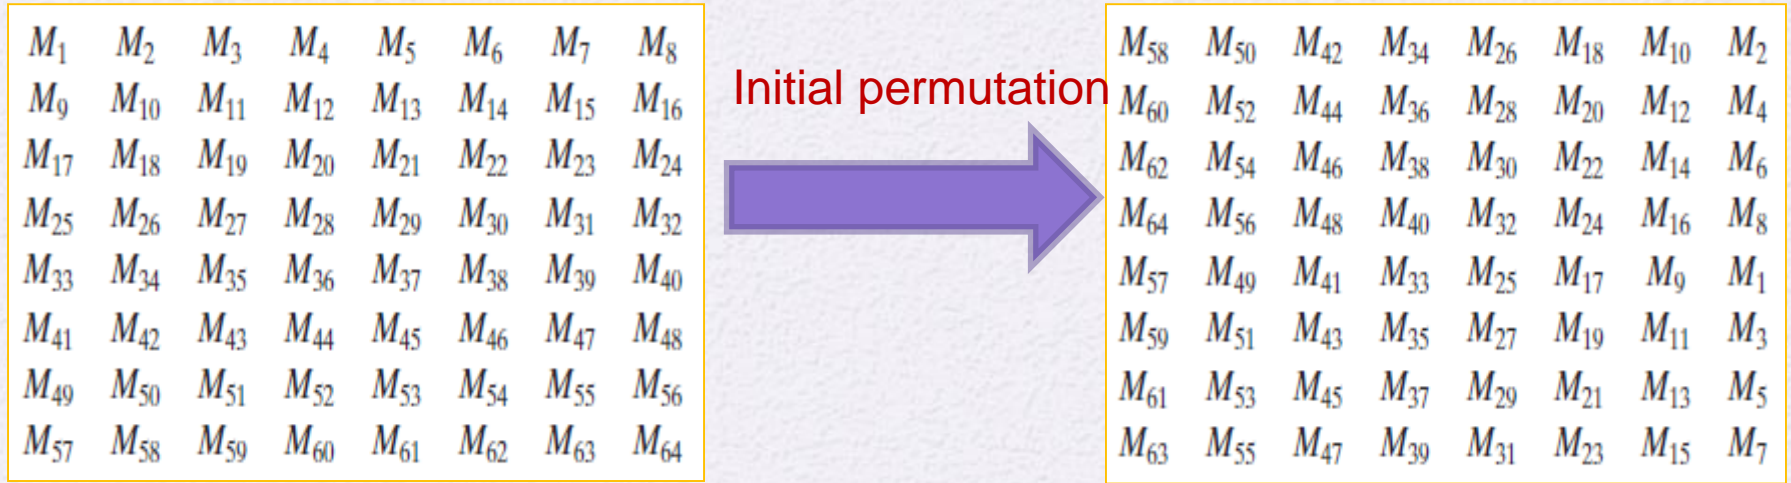 M₁ M₂ M₃ M₄ M₅ M₆ M₇ M₈
M₉ M₁₀ M₁₁ M₁₂ M₁₃ M₁₄ M₁₅ M₁₆
M₁₇ M₁₈ M₁₉ M₂₀ M₂₁ M₂₂ M₂₃ M₂₄
M₂₅ M₂₆ M₂₇ M₂₈ M₂₉ M₃₀ M₃₁ M₃₂
M₃₃ M₃₄ M₃₅ M₃₆ M₃₇ M₃₈ M₃₉ M₄₀
M₄₁ M₄₂ M₄₃ M₄₄ M₄₅ M₄₆ M₄₇ M₄₈
M₄₉ M₅₀ M₅₁ M₅₂ M₅₃ M₅₄ M₅₅ M₅₆
M₅₇ M₅₈ M₅₉ M₆₀ M₆₁ M₆₂ M₆₃ M₆₄
Initial permutation
M₅₈ M₅₀ M₄₂ M₃₄ M₂₆ M₁₈ M₁₀ M₂
M₆₀ M₅₂ M₄₄ M₃₆ M₂₈ M₂₀ M₁₂ M₄
M₆₂ M₅₄ M₄₆ M₃₈ M₃₀ M₂₂ M₁₄ M₆
M₆₄ M₅₆ M₄₈ M₄₀ M₃₂ M₂₄ M₁₆ M₈
M₅₇ M₄₉ M₄₁ M₃₃ M₂₅ M₁₇ M₉ M₁
M₅₉ M₅₁ M₄₃ M₃₅ M₂₇ M₁₉ M₁₁ M₃
M₆₁ M₅₃ M₄₅ M₃₇ M₂₉ M₂₁ M₁₃ M₅
M₆₃ M₅₅ M₄₇ M₃₉ M₃₁ M₂₃ M₁₅ M₇